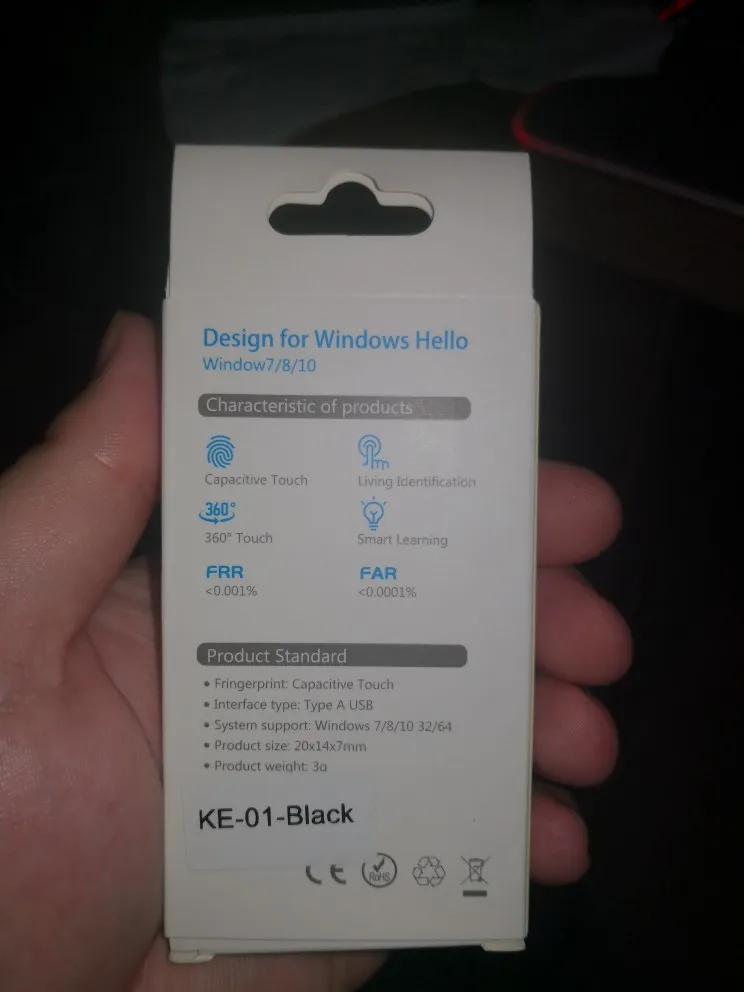 Design for Windows Hello
Window7/8/10
Characteristic of products
Capacitive Touch
Living Identification
360°
360° Touch
Smart Learning
FRR
<0.001%
FAR
<0.0001%
Product Standard
• Fringerprint: Capacitive Touch
• Interface type: Type A USB
• System support: Windows 7/8/10 32/64
• Product size: 20x14x7mm
• Product weight: 3g
KE-01-Black
CE
RoHS